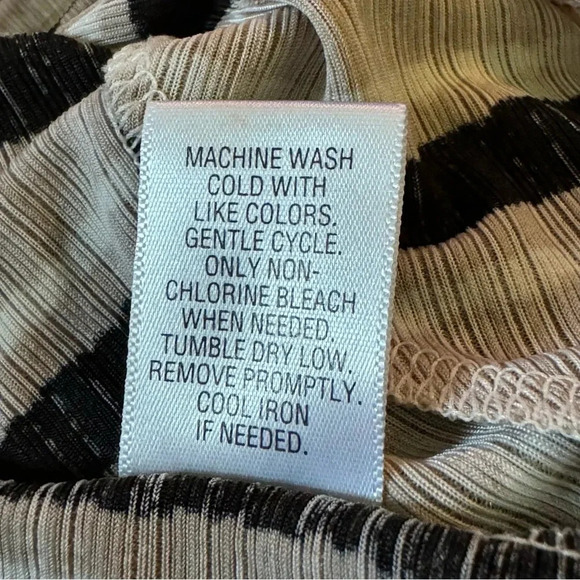 MACHINE WASH
COLD WITH
LIKE COLORS.
GENTLE CYCLE.
ONLY NON-
CHLORINE BLEACH
WHEN NEEDED.
TUMBLE DRY LOW.
REMOVE PROMPTLY.
COOL IRON
IF NEEDED.